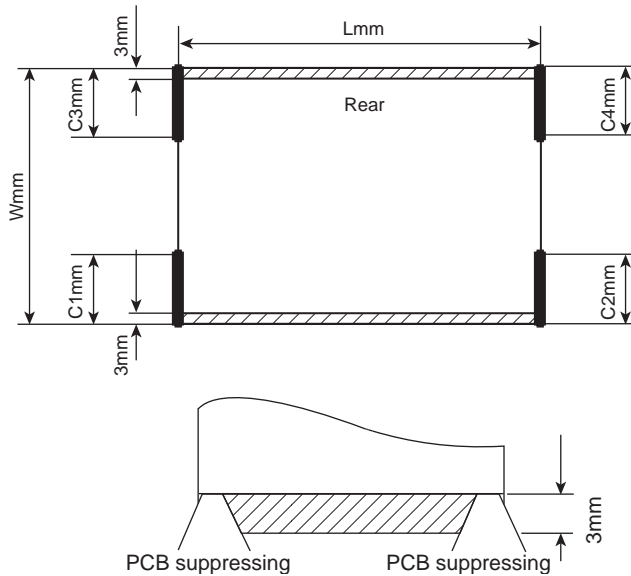 Lmm
3mm
C3mm
C4mm
Rear
Wmm
C1mm
C2mm
3mm
3mm
PCB suppressing
PCB suppressing